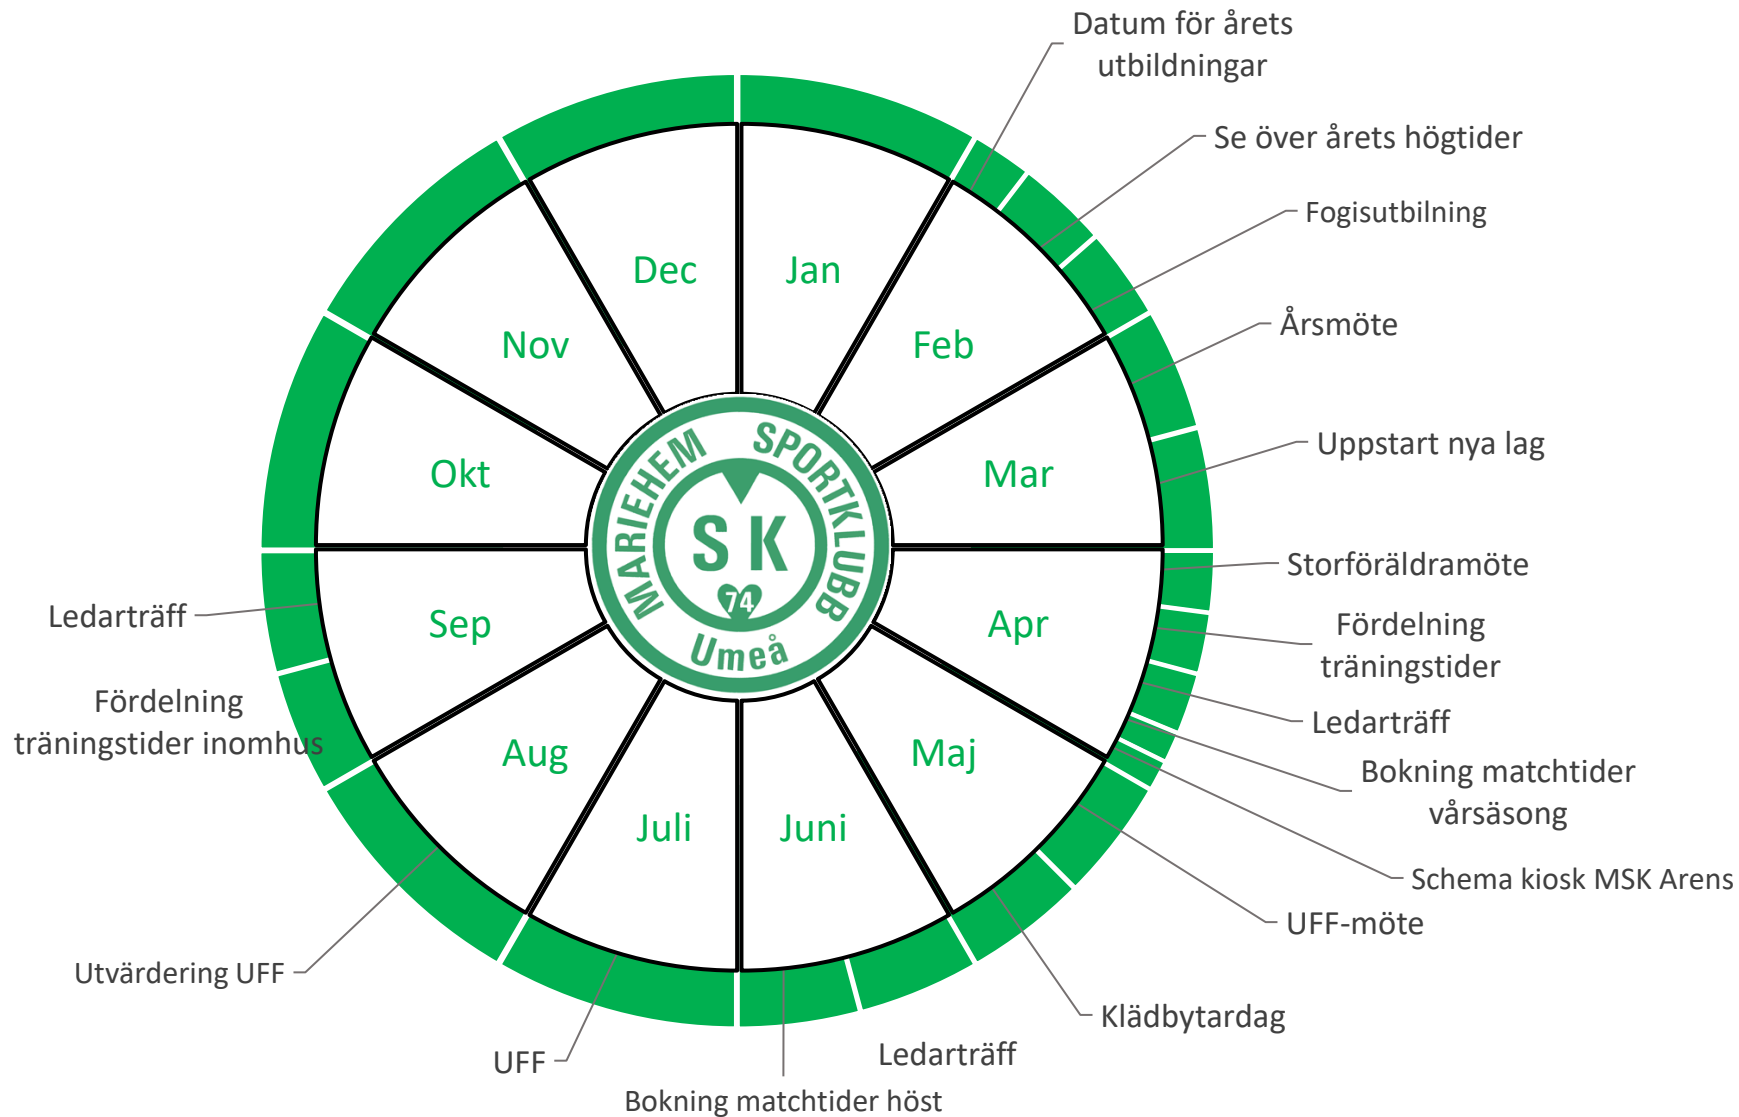 Datum för årets
utbildningar
Se över årets högtider
Fogisutbilning
Årsmöte
Uppstart nya lag
Storföräldramöte
Fördelning
träningstider
Ledarträff
Bokning matchtider
vårsäsong
Schema kiosk MSK Arens
UFF-möte
Klädbytardag
Ledarträff
Bokning matchtider höst
UFF
Utvärdering UFF
Fördelning
träningstider inomhus
Ledarträff
Jan
Feb
Mar
Apr
Maj
Juni
Juli
Aug
Sep
Okt
Nov
Dec
MARIEHEM SPORTKLUBB
SK
74
Umeå